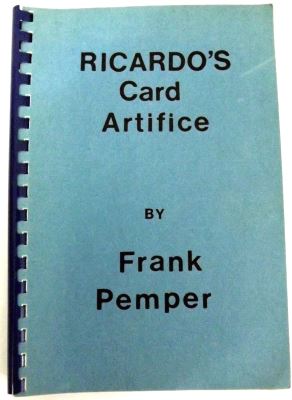 RICARDO'S
Card
Artifice
BY
Frank
Pemper